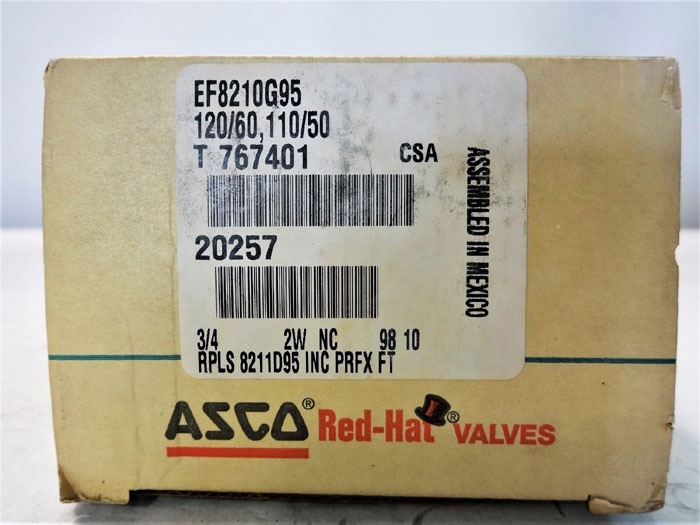 EF8210G95
120/60,110/50
T 767401 CSA
20257
3/4 2W NC 98 10
RPLS 8211D95 INC PRFX FT
ASSEMBLED IN MEXICO
ASCO® Red-Hat® VALVES